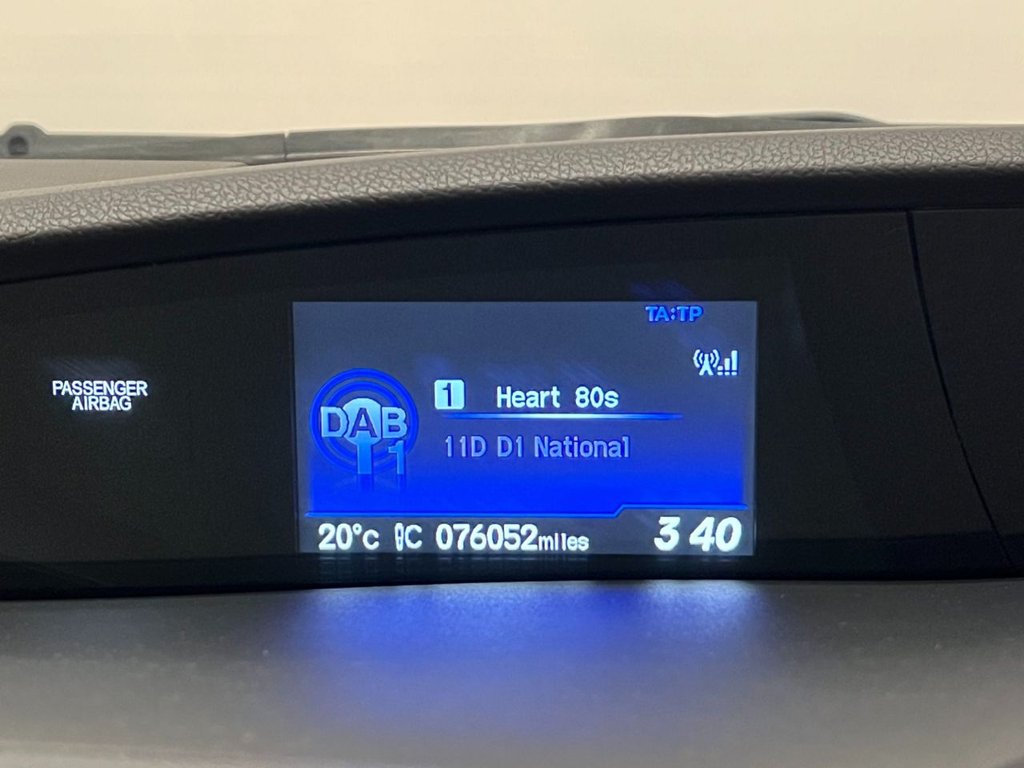 TA:TP
PASSENGER
AIRBAG
1 Heart 80s
DAB
1
11D D1 National
20°C C 076052miles 3 40